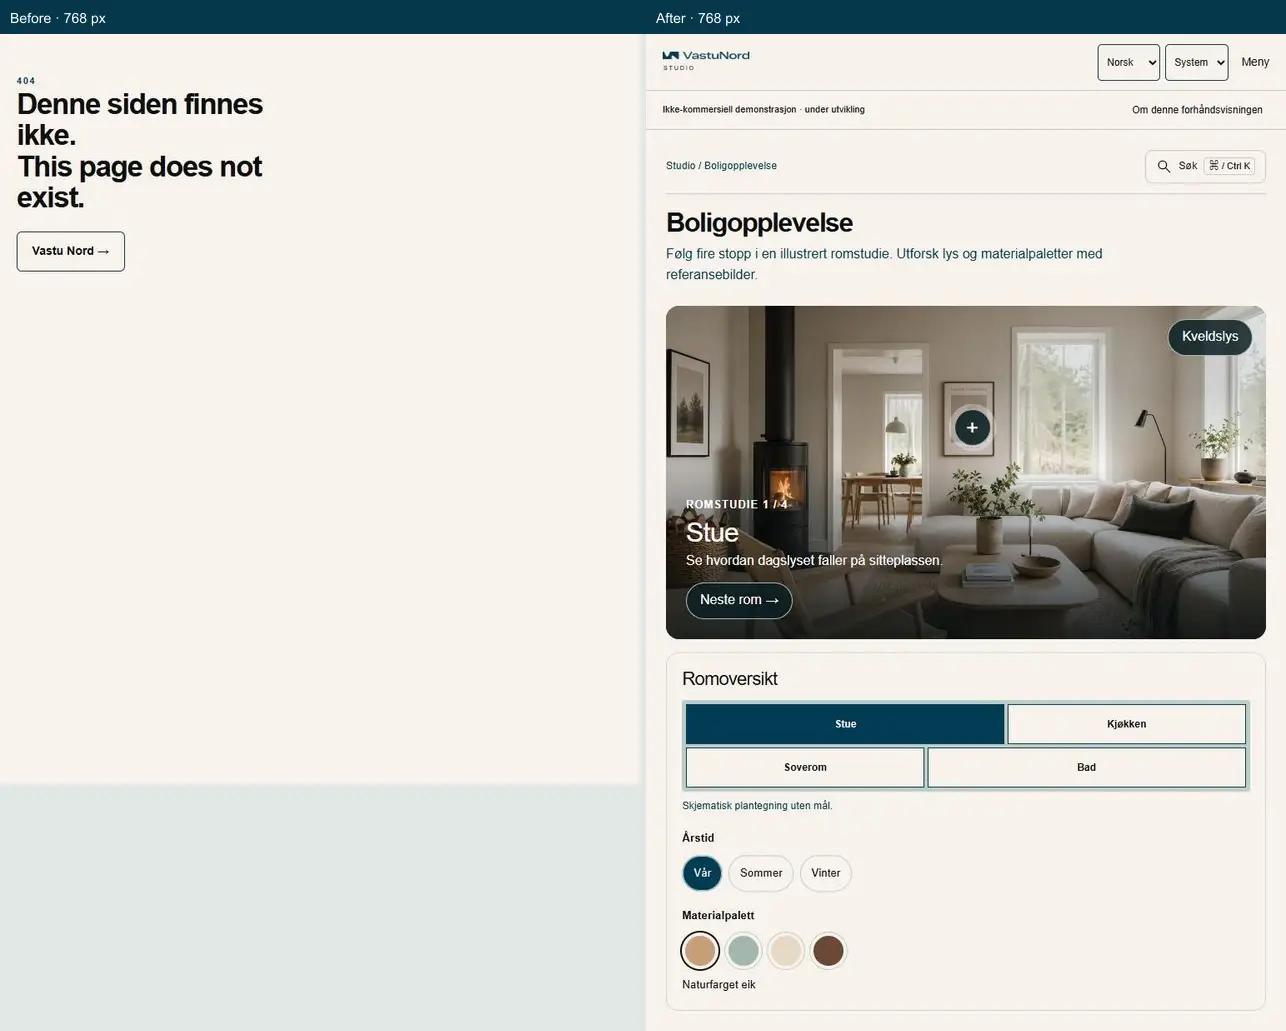 Before · 768 px
404
Denne siden finnes
ikke.
This page does not
exist.
Vastu Nord →
After · 768 px
VastuNord
STUDIO
Norsk
System
Meny
Ikke-kommersiell demonstrasjon · under utvikling
Om denne forhåndsvisningen
Studio / Boligopplevelse
Søk
⌘ / Ctrl K
Boligopplevelse
Følg fire stopp i en illustrert romstudie. Utforsk lys og materialpaletter med
referansebilder.
Kveldslys
+
ROMSTUDIE 1 / 4
Stue
Se hvordan dagslyset faller på sitteplassen.
Neste rom →
Romoversikt
Stue
Kjøkken
Soverom
Bad
Skjematisk plantegning uten mål.
Årstid
Vår
Sommer
Vinter
Materialpalett
Naturfarget eik